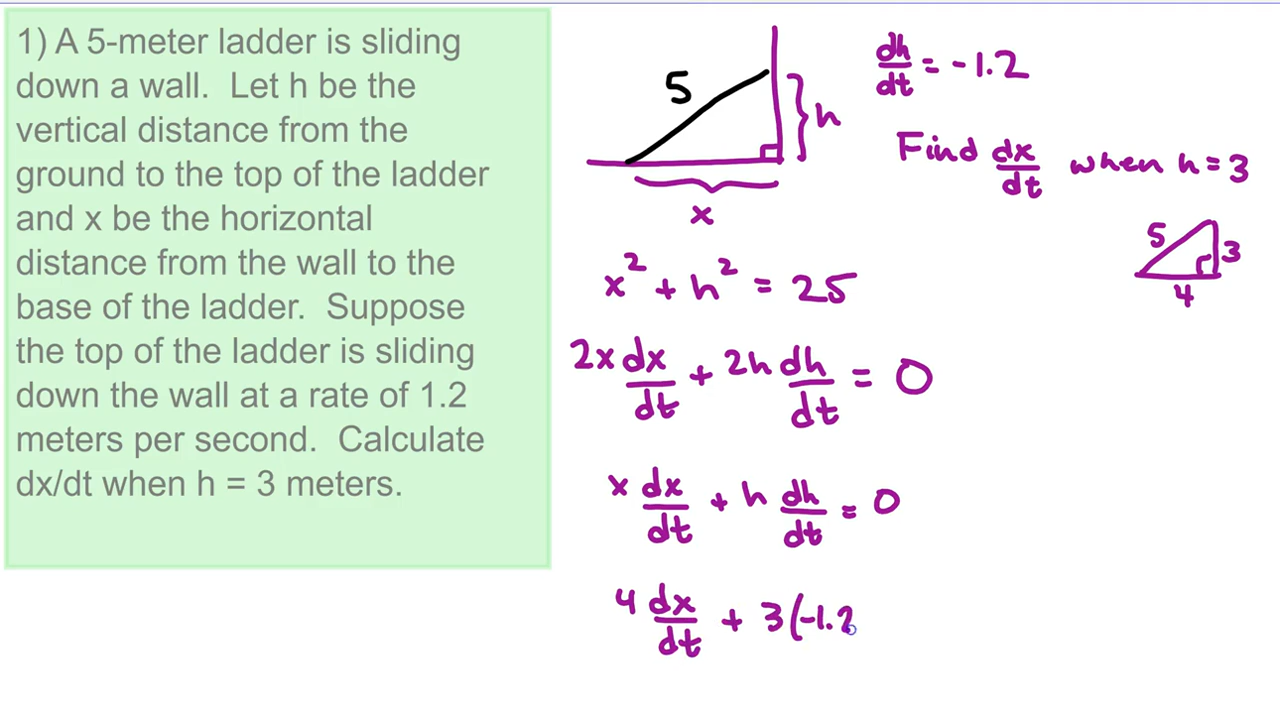 1) A 5-meter ladder is sliding
down a wall.  Let h be the
vertical distance from the
ground to the top of the ladder
and x be the horizontal
distance from the wall to the
base of the ladder.  Suppose
the top of the ladder is sliding
down the wall at a rate of 1.2
meters per second.  Calculate
dx/dt when h = 3 meters.
5
h
x
dh/dt = -1.2
Find dx/dt when h = 3
5
3
4
x² + h² = 25
2x dx/dt + 2h dh/dt = 0
x dx/dt + h dh/dt = 0
4 dx/dt + 3(-1.2